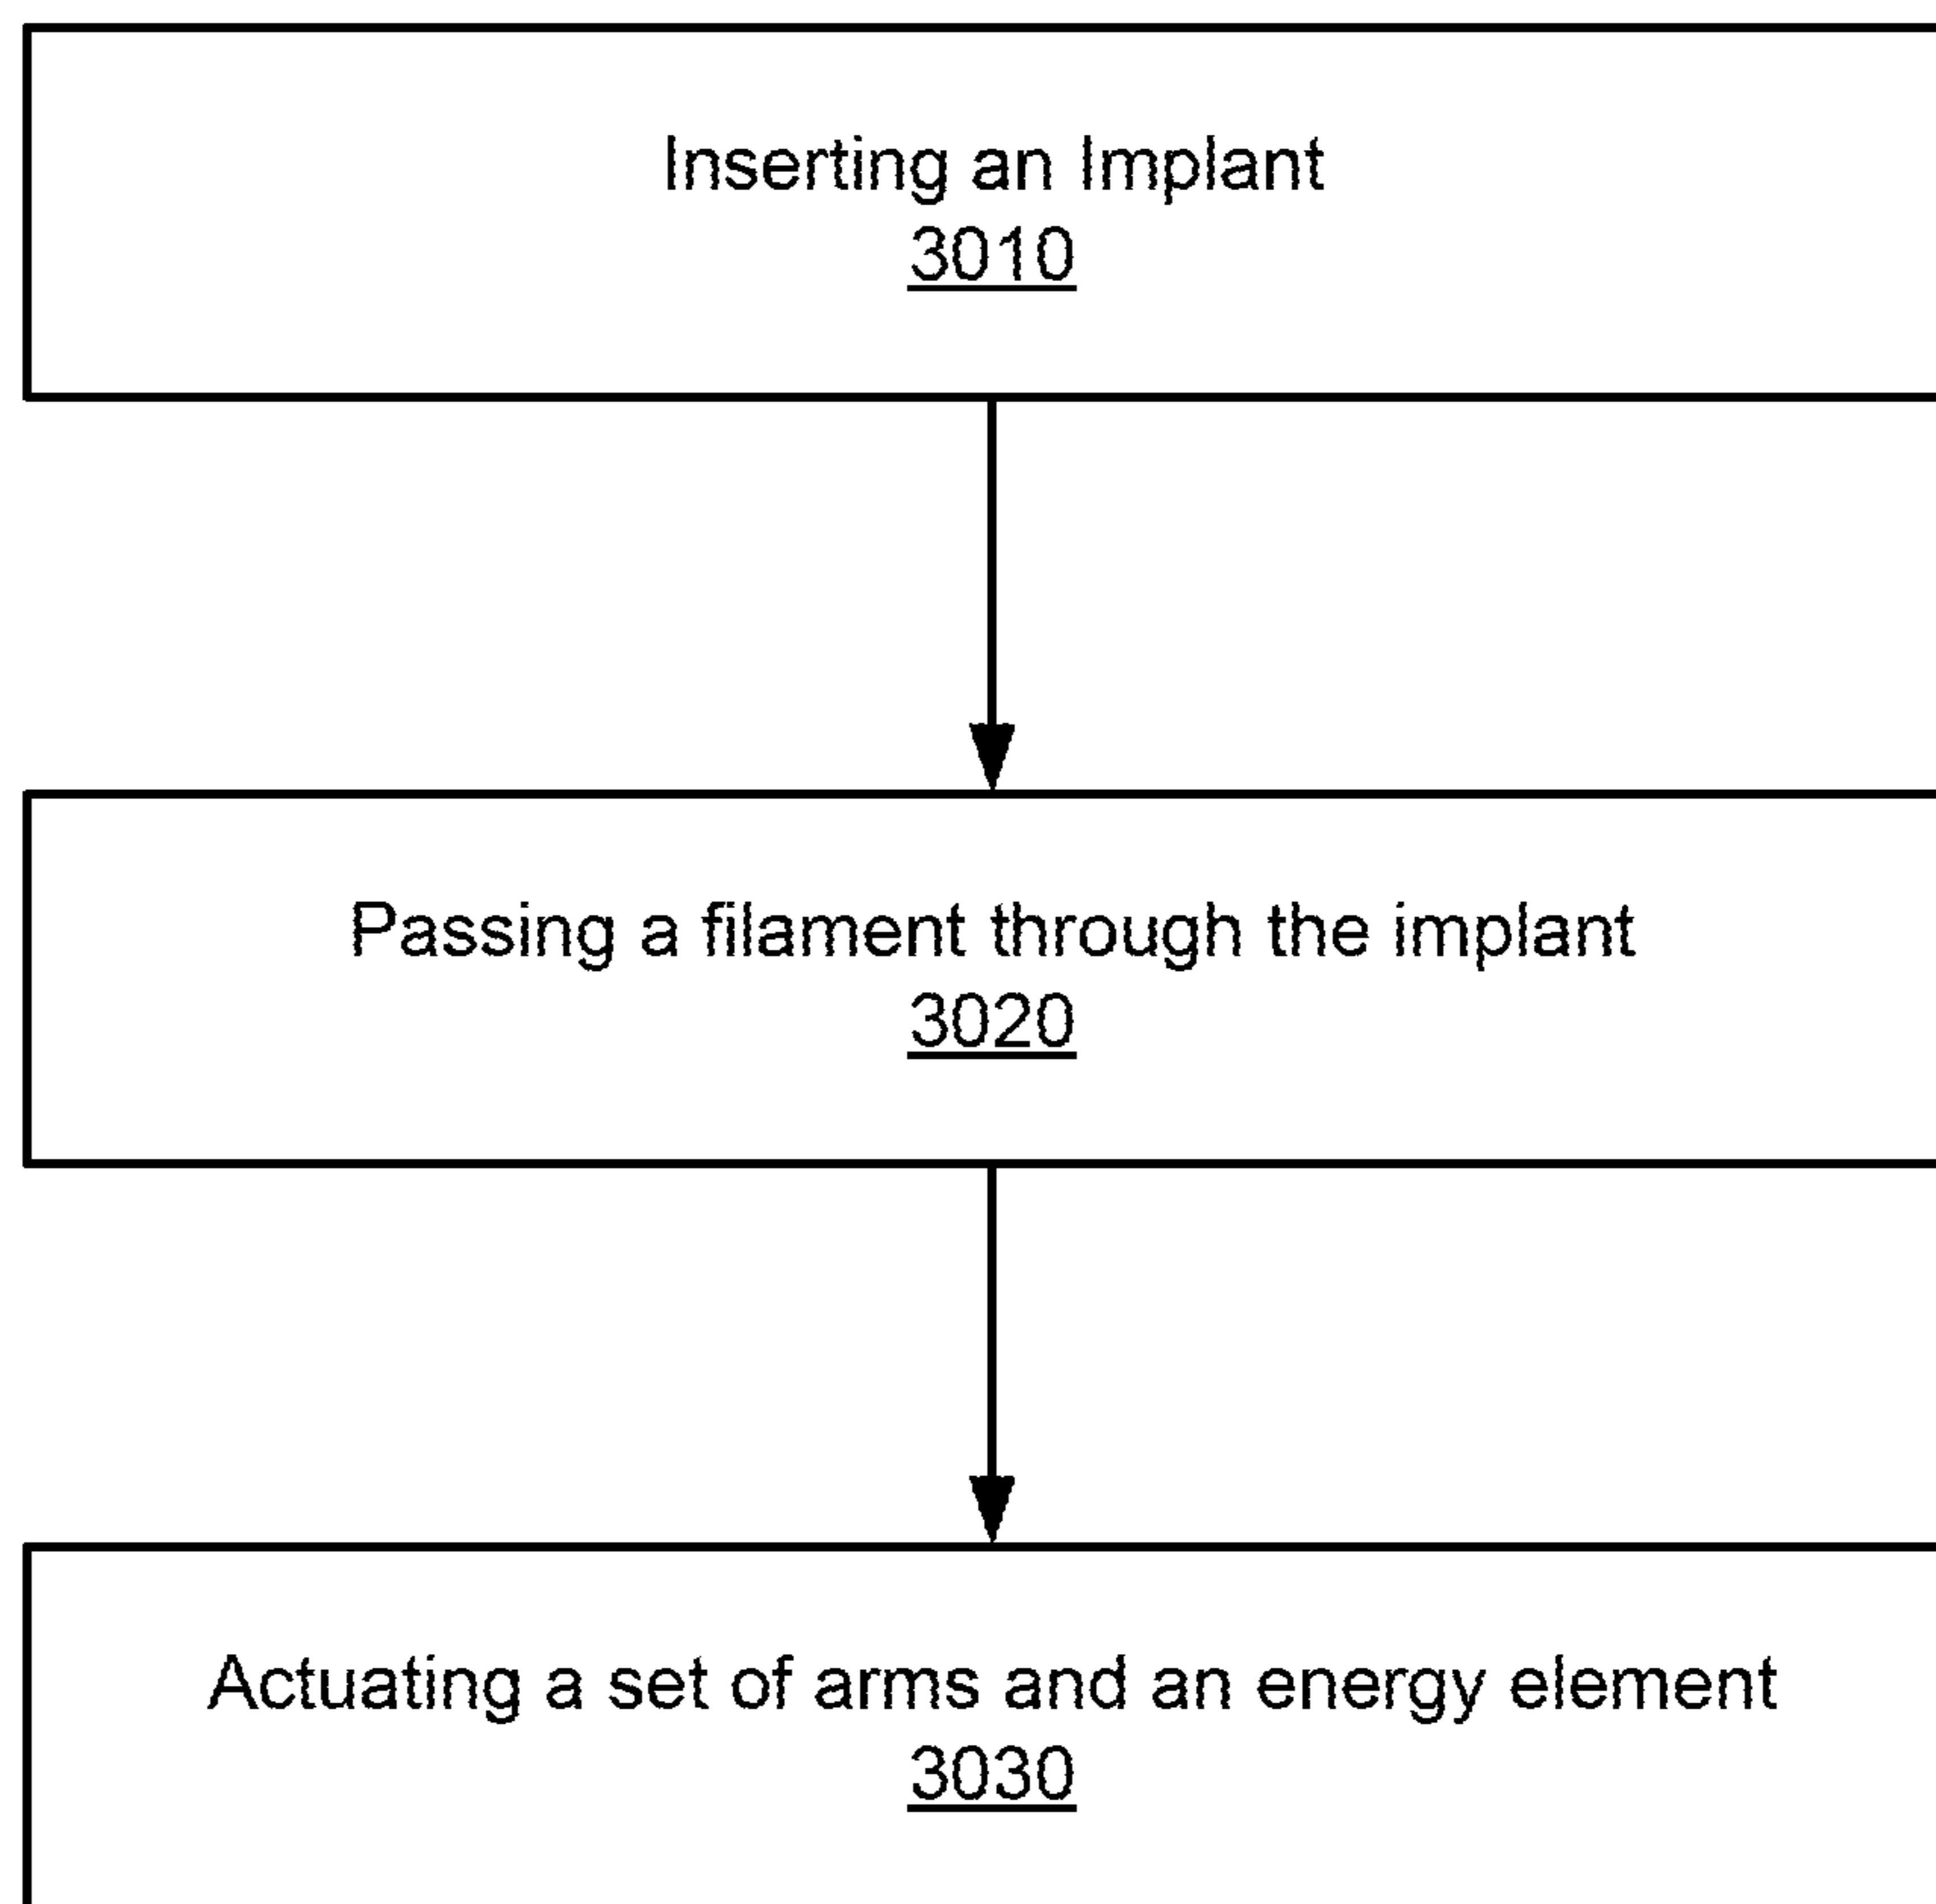 Inserting an Implant
3010
Passing a filament through the implant
3020
Actuating a set of arms and an energy element
3030